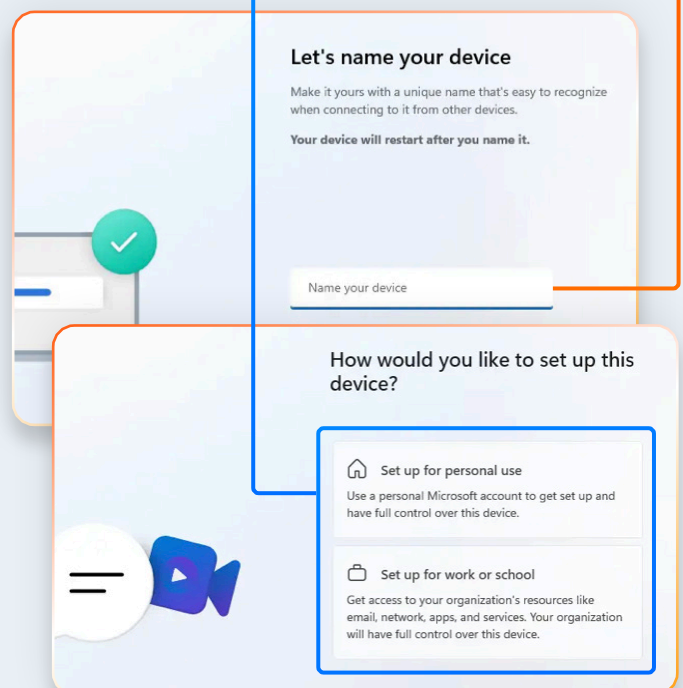 Let's name your device
Make it yours with a unique name that's easy to recognize
when connecting to it from other devices.
Your device will restart after you name it.
Name your device
How would you like to set up this
device?
Set up for personal use
Use a personal Microsoft account to get set up and
have full control over this device.
Set up for work or school
Get access to your organization's resources like
email, network, apps, and services. Your organization
will have full control over this device.